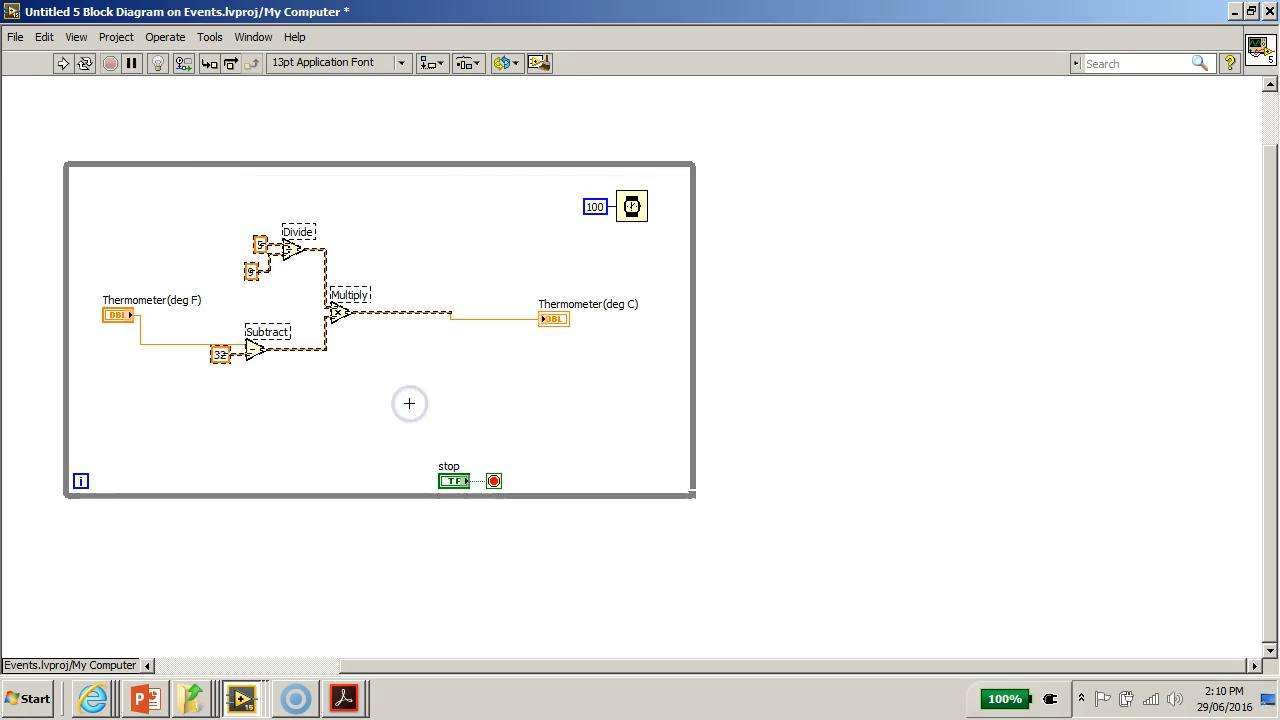 Untitled 5 Block Diagram on Events.lvproj/My Computer *
File Edit View Project Operate Tools Window Help
13pt Application Font
Search
?
5
100
Divide
5
9
Multiply
Thermometer(deg F)
DBL
Thermometer(deg C)
DBL
Subtract
32
stop
TF
i
Events.lvproj/My Computer
Start
15
100%
2:10 PM
29/06/2016